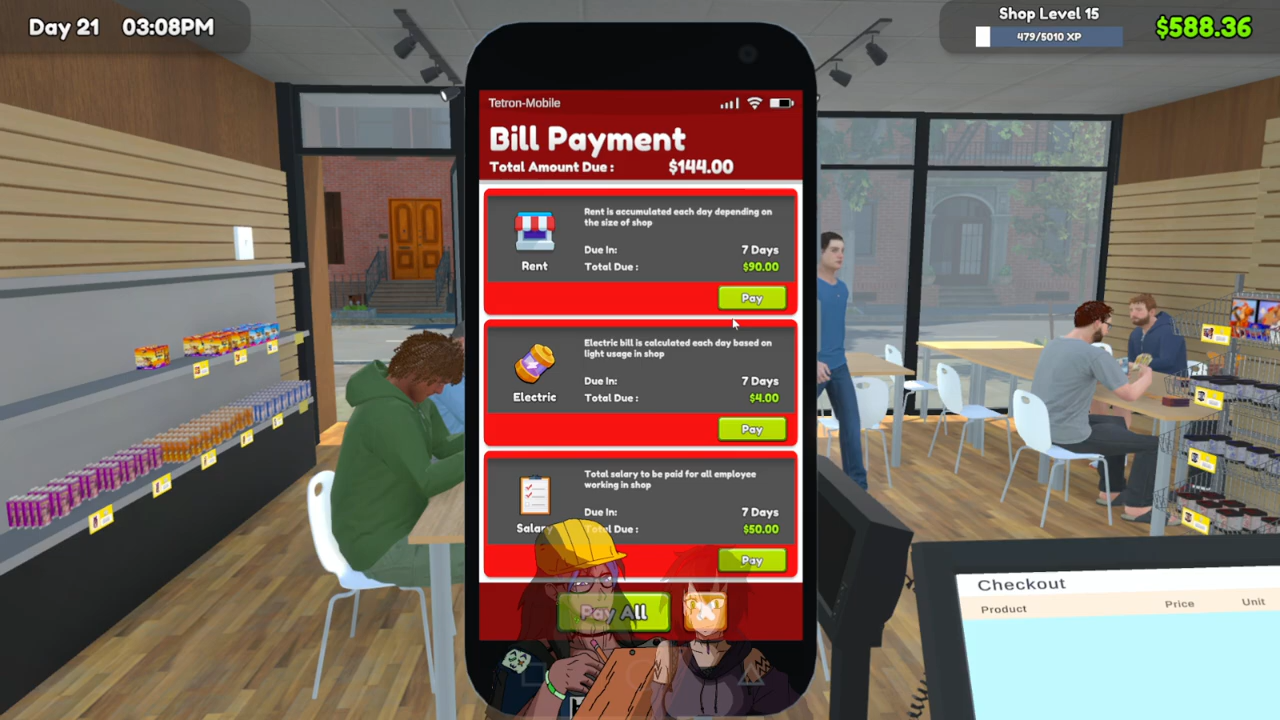 Day 21 03:08PM
Shop Level 15
479/5010 XP
$588.36
Tetron-Mobile
Bill Payment
Total Amount Due : $144.00
Rent is accumulated each day depending on
the size of shop
Due In: 7 Days
Rent
Total Due : $90.00
Pay
Electric bill is calculated each day based on
light usage in shop
Due In: 7 Days
Electric
Total Due : $4.00
Pay
Total salary to be paid for all employee
working in shop
Due In: 7 Days
Salary
Total Due : $50.00
Pay
Pay All
Checkout
Product Price Unit